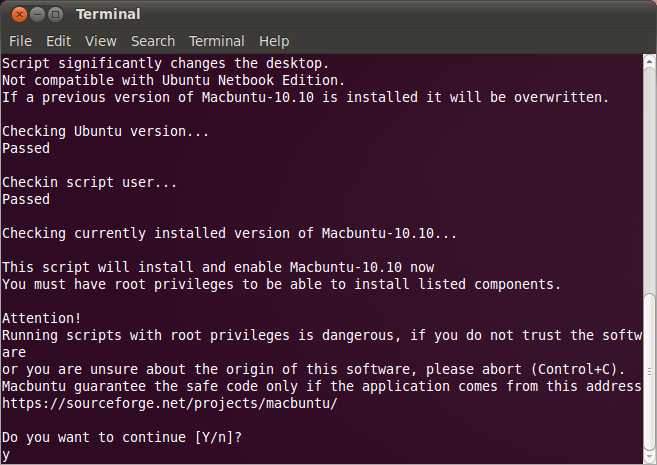 Terminal
File Edit View Search Terminal Help
Script significantly changes the desktop.
Not compatible with Ubuntu Netbook Edition.
If a previous version of Macbuntu-10.10 is installed it will be overwritten.
Checking Ubuntu version...
Passed
Checkin script user...
Passed
Checking currently installed version of Macbuntu-10.10...
This script will install and enable Macbuntu-10.10 now
You must have root privileges to be able to install listed components.
Attention!
Running scripts with root privileges is dangerous, if you do not trust the softw
are
or you are unsure about the origin of this software, please abort (Control+C).
Macbuntu guarantee the safe code only if the application comes from this address
https://sourceforge.net/projects/macbuntu/
Do you want to continue [Y/n]?
y